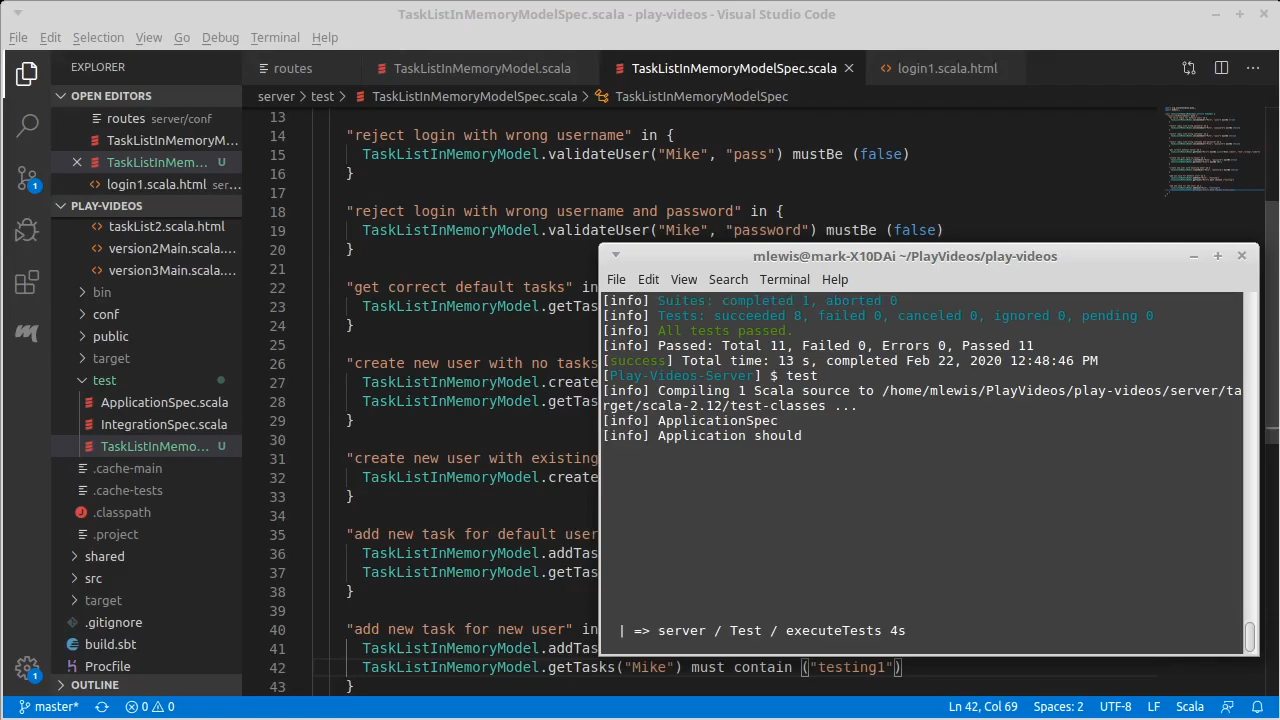 TaskListInMemoryModelSpec.scala - play-videos - Visual Studio Code
File Edit Selection View Go Debug Terminal Help
EXPLORER
routes
TaskListInMemoryModel.scala
TaskListInMemoryModelSpec.scala
login1.scala.html
OPEN EDITORS
server > test > TaskListInMemoryModelSpec.scala > TaskListInMemoryModelSpec
routes server/conf
TaskListInMemoryM...
TaskListInMem... U
login1.scala.html ser...
PLAY-VIDEOS
taskList2.scala.html
version2Main.scala....
version3Main.scala....
bin
conf
public
target
test
ApplicationSpec.scala
IntegrationSpec.scala
TaskListInMemo... U
.cache-main
.cache-tests
.classpath
.project
shared
src
target
.gitignore
build.sbt
Procfile
OUTLINE
13
14 "reject login with wrong username" in {
15 TaskListInMemoryModel.validateUser("Mike", "pass") mustBe (false)
16 }
17
18 "reject login with wrong username and password" in {
19 TaskListInMemoryModel.validateUser("Mike", "password") mustBe (false)
20 }
21
22 "get correct default tasks" in
23 TaskListInMemoryModel.getTas
24 }
25
26 "create new user with no tasks
27 TaskListInMemoryModel.create
28 TaskListInMemoryModel.getTas
29 }
30
31 "create new user with existing
32 TaskListInMemoryModel.create
33 }
34
35 "add new task for default user
36 TaskListInMemoryModel.addTas
37 TaskListInMemoryModel.getTas
38 }
39
40 "add new task for new user" in
41 TaskListInMemoryModel.addTas
42 TaskListInMemoryModel.getTasks("Mike") must contain ("testing1")
43 }
mlewis@mark-X10DAi ~/PlayVideos/play-videos
File Edit View Search Terminal Help
[info] Suites: completed 1, aborted 0
[info] Tests: succeeded 8, failed 0, canceled 0, ignored 0, pending 0
[info] All tests passed.
[info] Passed: Total 11, Failed 0, Errors 0, Passed 11
[success] Total time: 13 s, completed Feb 22, 2020 12:48:46 PM
[Play-Videos-Server] $ test
[info] Compiling 1 Scala source to /home/mlewis/PlayVideos/play-videos/server/ta
rget/scala-2.12/test-classes ...
[info] ApplicationSpec
[info] Application should
| => server / Test / executeTests 4s
1
1
master* 0 0 Ln 42, Col 69 Spaces: 2 UTF-8 LF Scala